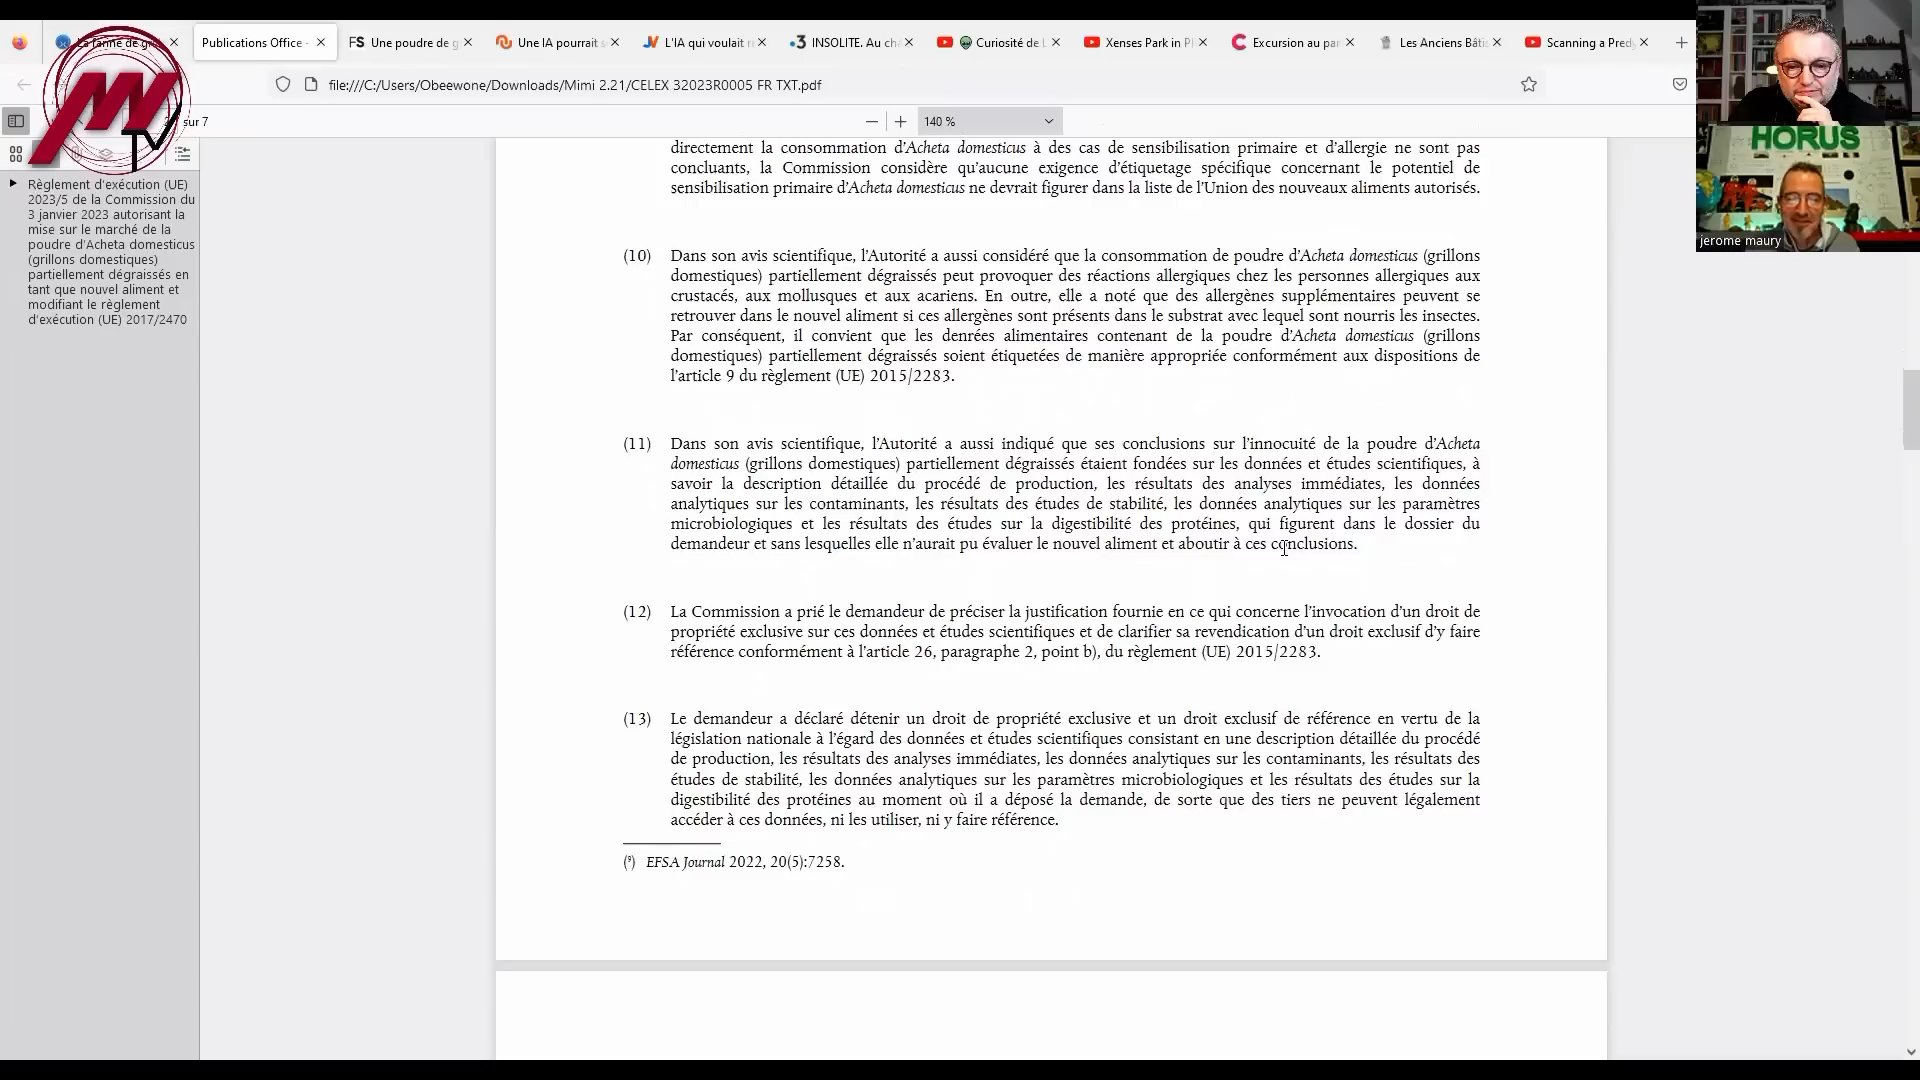 La farine de gr
Publications Office -
FS Une poudre de g
Une IA pourrait s
L'IA qui voulait r
3 INSOLITE. Au cha
Curiosité de L
Xenses Park in Pl
Excursion au par
Les Anciens Bâti
Scanning a Pred
file:///C:/Users/Obeewone/Downloads/Mimi 2.21/CELEX 32023R0005 FR TXT.pdf
sur 7
140 %
TV
HORUS
jerome maury
Règlement d'exécution (UE)
2023/5 de la Commission du
3 janvier 2023 autorisant la
mise sur le marché de la
poudre d'Acheta domesticus
(grillons domestiques)
partiellement dégraissés en
tant que nouvel aliment et
modifiant le règlement
d'exécution (UE) 2017/2470
directement la consommation d'Acheta domesticus à des cas de sensibilisation primaire et d'allergie ne sont pas
concluants, la Commission considère qu'aucune exigence d'étiquetage spécifique concernant le potentiel de
sensibilisation primaire d'Acheta domesticus ne devrait figurer dans la liste de l'Union des nouveaux aliments autorisés.
(10) Dans son avis scientifique, l'Autorité a aussi considéré que la consommation de poudre d'Acheta domesticus (grillons
domestiques) partiellement dégraissés peut provoquer des réactions allergiques chez les personnes allergiques aux
crustacés, aux mollusques et aux acariens. En outre, elle a noté que des allergènes supplémentaires peuvent se
retrouver dans le nouvel aliment si ces allergènes sont présents dans le substrat avec lequel sont nourris les insectes.
Par conséquent, il convient que les denrées alimentaires contenant de la poudre d'Acheta domesticus (grillons
domestiques) partiellement dégraissés soient étiquetées de manière appropriée conformément aux dispositions de
l'article 9 du règlement (UE) 2015/2283.
(11) Dans son avis scientifique, l'Autorité a aussi indiqué que ses conclusions sur l'innocuité de la poudre d'Acheta
domesticus (grillons domestiques) partiellement dégraissés étaient fondées sur les données et études scientifiques, à
savoir la description détaillée du procédé de production, les résultats des analyses immédiates, les données
analytiques sur les contaminants, les résultats des études de stabilité, les données analytiques sur les paramètres
microbiologiques et les résultats des études sur la digestibilité des protéines, qui figurent dans le dossier du
demandeur et sans lesquelles elle n'aurait pu évaluer le nouvel aliment et aboutir à ces conclusions.
(12) La Commission a prié le demandeur de préciser la justification fournie en ce qui concerne l'invocation d'un droit de
propriété exclusive sur ces données et études scientifiques et de clarifier sa revendication d'un droit exclusif d'y faire
référence conformément à l'article 26, paragraphe 2, point b), du règlement (UE) 2015/2283.
(13) Le demandeur a déclaré détenir un droit de propriété exclusive et un droit exclusif de référence en vertu de la
législation nationale à l'égard des données et études scientifiques consistant en une description détaillée du procédé
de production, les résultats des analyses immédiates, les données analytiques sur les contaminants, les résultats des
études de stabilité, les données analytiques sur les paramètres microbiologiques et les résultats des études sur la
digestibilité des protéines au moment où il a déposé la demande, de sorte que des tiers ne peuvent légalement
accéder à ces données, ni les utiliser, ni y faire référence.
(⁹) EFSA Journal 2022, 20(5):7258.